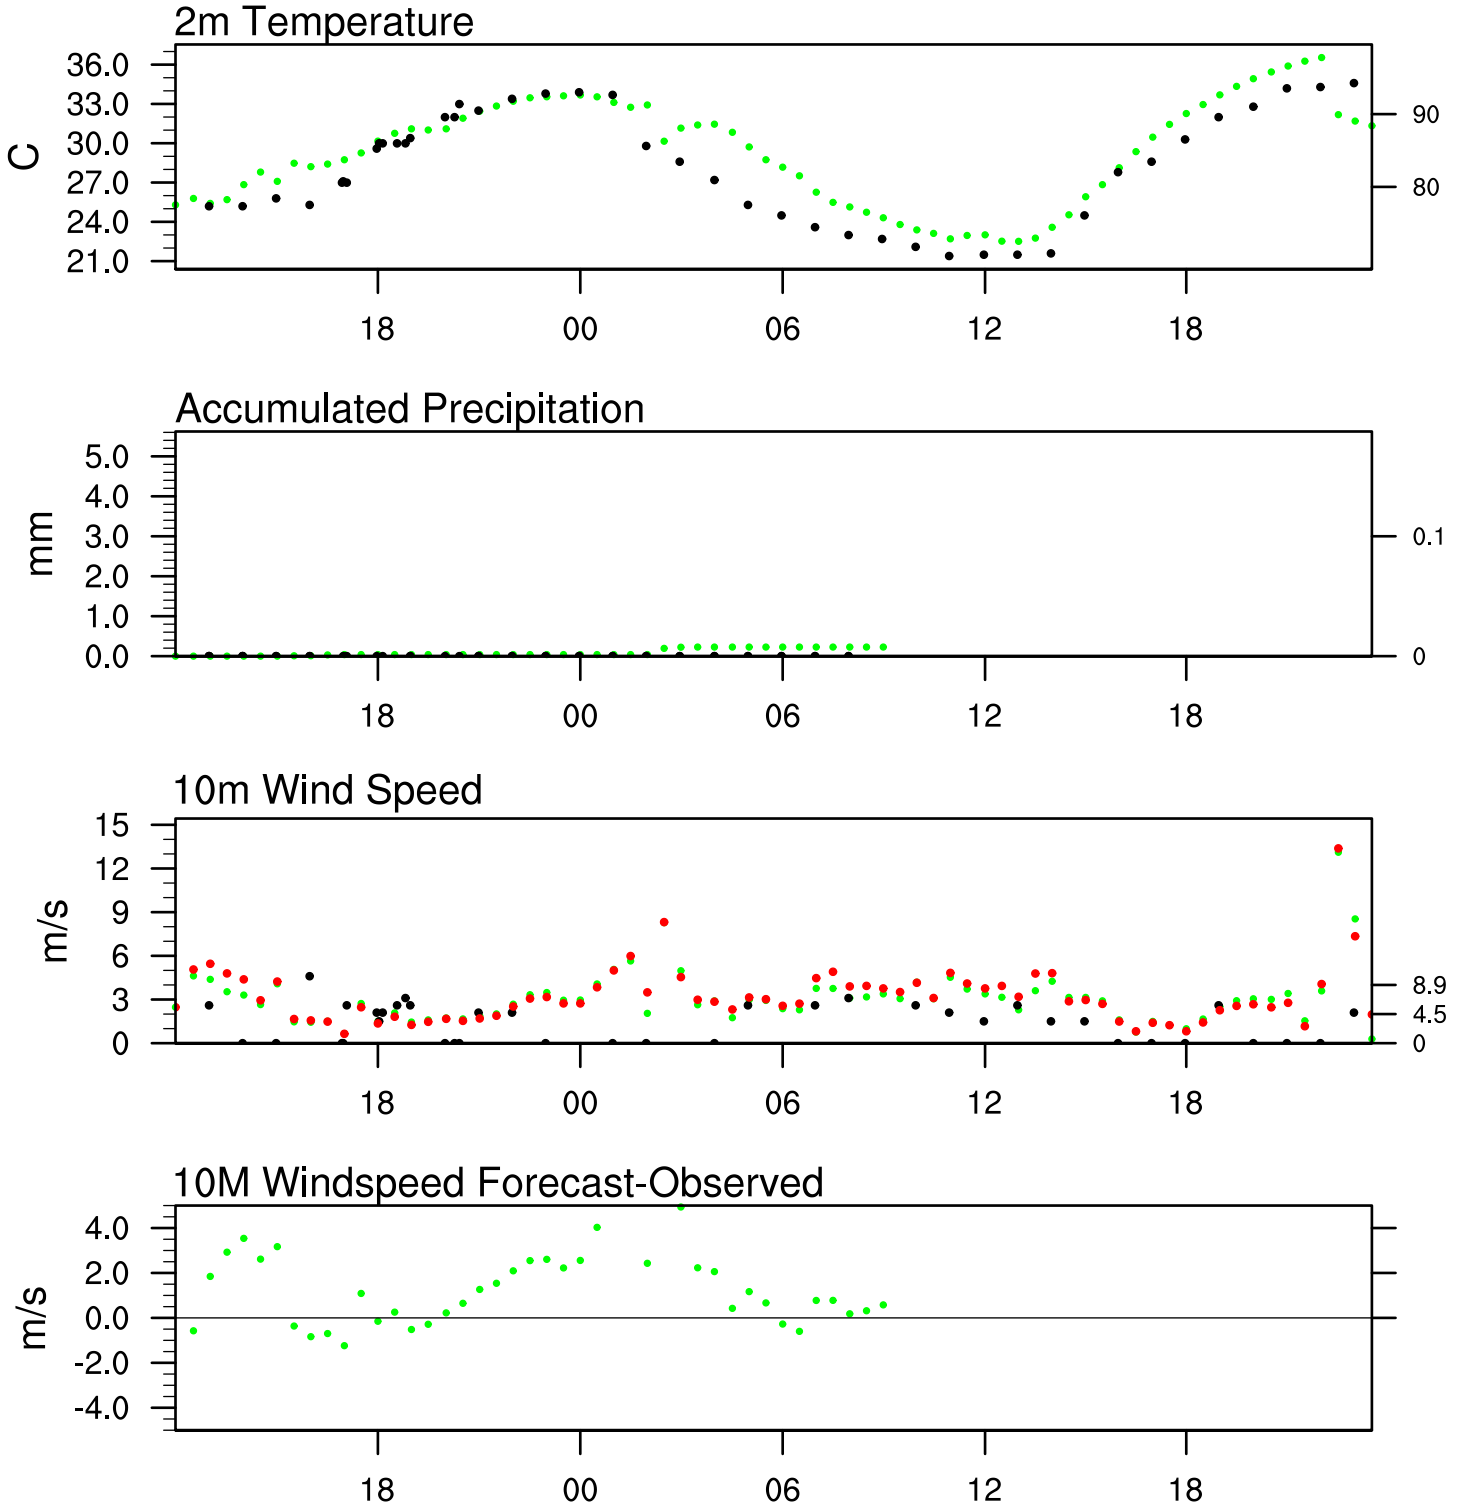 2m Temperature
36.0
33.0
30.0
27.0
24.0
21.0
C
90
80
18 00 06 12 18
Accumulated Precipitation
5.0
4.0
3.0
2.0
1.0
0.0
mm
0.1
0
18 00 06 12 18
10m Wind Speed
15
12
9
6
3
0
m/s
8.9
4.5
0
18 00 06 12 18
10M Windspeed Forecast-Observed
4.0
2.0
0.0
-2.0
-4.0
m/s
18 00 06 12 18